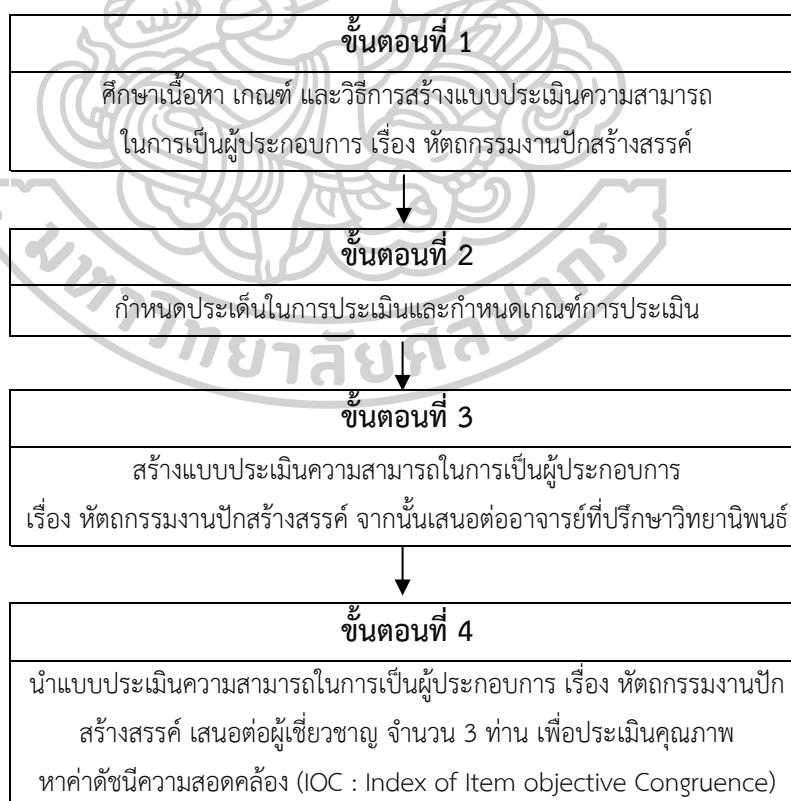 ขั้นตอนที่ 1
ศึกษาเนื้อหา เกณฑ์ และวิธีการสร้างแบบประเมินความสามารถ
ในการเป็นผู้ประกอบการ เรื่อง หัตถกรรมงานปักสร้างสรรค์
ขั้นตอนที่ 2
กำหนดประเด็นในการประเมินและกำหนดเกณฑ์การประเมิน
มหาวิทยาลัยศิลปากร
ขั้นตอนที่ 3
สร้างแบบประเมินความสามารถในการเป็นผู้ประกอบการ
เรื่อง หัตถกรรมงานปักสร้างสรรค์ จากนั้นเสนอต่ออาจารย์ที่ปรึกษาวิทยานิพนธ์
ขั้นตอนที่ 4
นำแบบประเมินความสามารถในการเป็นผู้ประกอบการ เรื่อง หัตถกรรมงานปัก
สร้างสรรค์ เสนอต่อผู้เชี่ยวชาญ จำนวน 3 ท่าน เพื่อประเมินคุณภาพ
หาค่าดัชนีความสอดคล้อง (IOC : Index of Item objective Congruence)